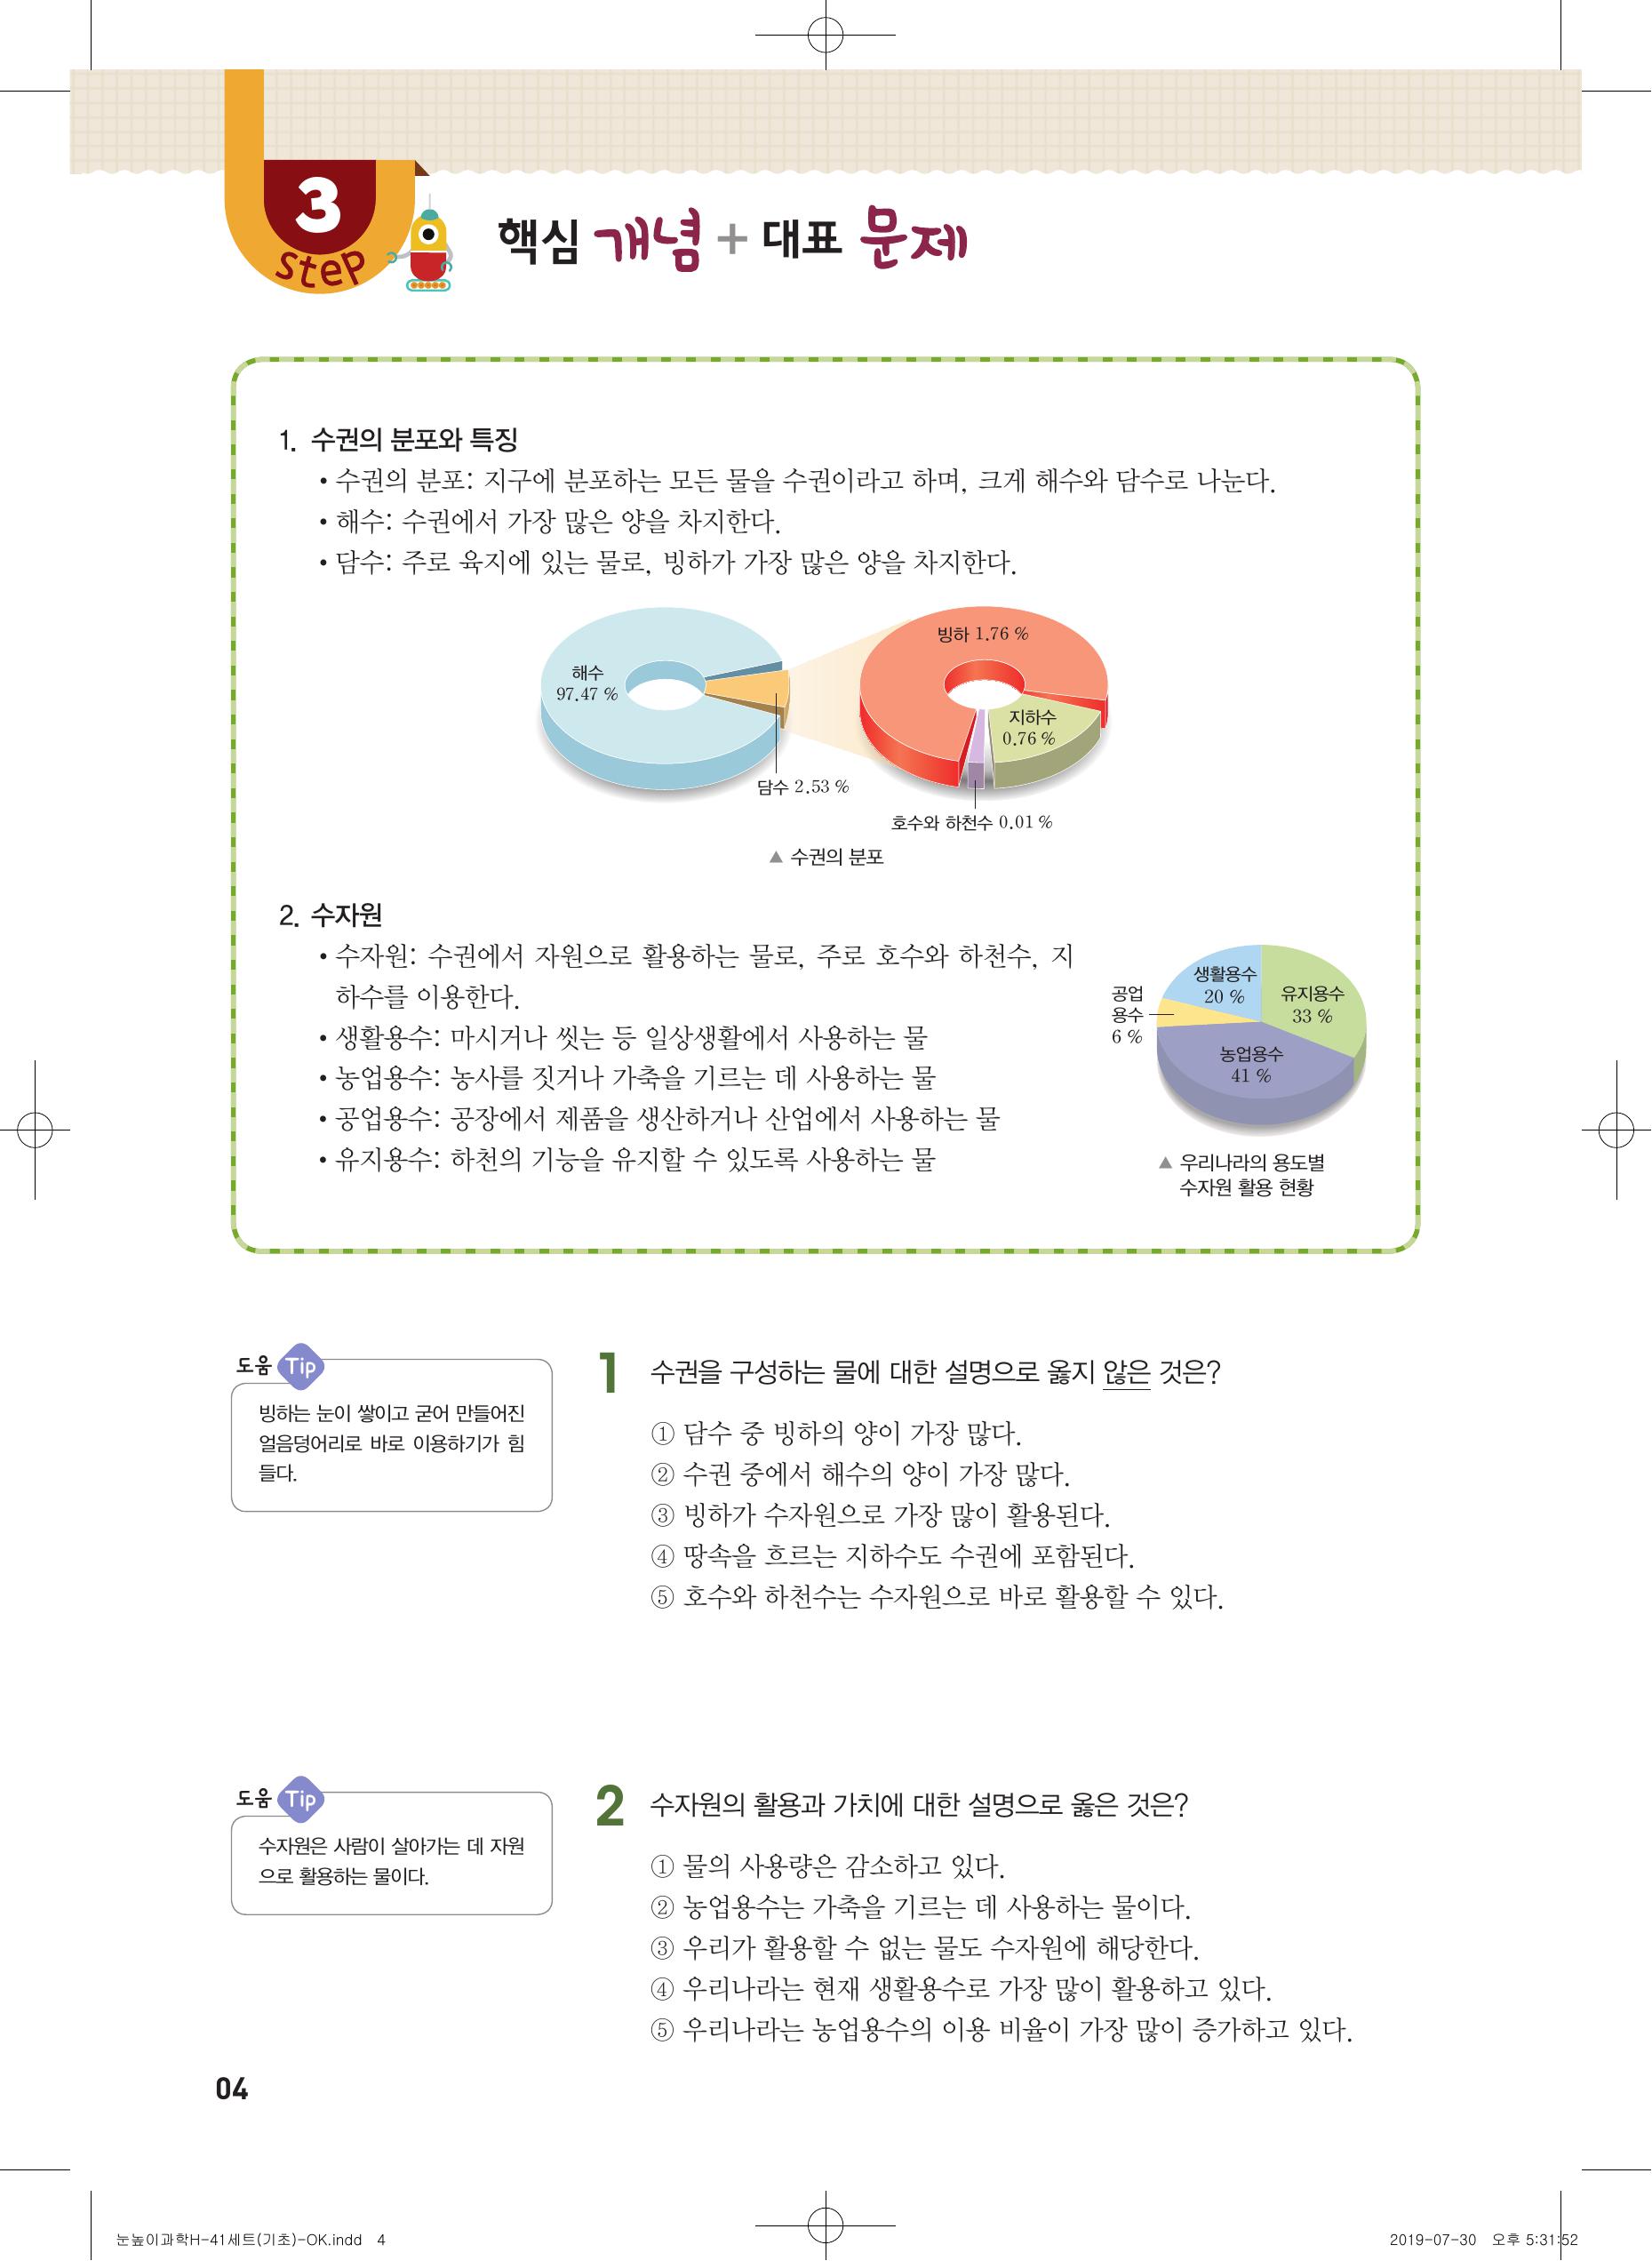 3
step
핵심 개념 + 대표 문제
1. 수권의 분포와 특징
• 수권의 분포: 지구에 분포하는 모든 물을 수권이라고 하며, 크게 해수와 담수로 나눈다.
• 해수: 수권에서 가장 많은 양을 차지한다.
• 담수: 주로 육지에 있는 물로, 빙하가 가장 많은 양을 차지한다.
해수
97.47 %
담수 2.53 %
빙하 1.76 %
지하수
0.76 %
호수와 하천수 0.01 %
▲ 수권의 분포
2. 수자원
• 수자원: 수권에서 자원으로 활용하는 물로, 주로 호수와 하천수, 지
하수를 이용한다.
• 생활용수: 마시거나 씻는 등 일상생활에서 사용하는 물
• 농업용수: 농사를 짓거나 가축을 기르는 데 사용하는 물
• 공업용수: 공장에서 제품을 생산하거나 산업에서 사용하는 물
• 유지용수: 하천의 기능을 유지할 수 있도록 사용하는 물
생활용수
20 %
유지용수
33 %
공업
용수
6 %
농업용수
41 %
▲ 우리나라의 용도별
수자원 활용 현황
도움 Tip
빙하는 눈이 쌓이고 굳어 만들어진
얼음덩어리로 바로 이용하기가 힘
들다.
1 수권을 구성하는 물에 대한 설명으로 옳지 않은 것은?
① 담수 중 빙하의 양이 가장 많다.
② 수권 중에서 해수의 양이 가장 많다.
③ 빙하가 수자원으로 가장 많이 활용된다.
④ 땅속을 흐르는 지하수도 수권에 포함된다.
⑤ 호수와 하천수는 수자원으로 바로 활용할 수 있다.
도움 Tip
수자원은 사람이 살아가는 데 자원
으로 활용하는 물이다.
2 수자원의 활용과 가치에 대한 설명으로 옳은 것은?
① 물의 사용량은 감소하고 있다.
② 농업용수는 가축을 기르는 데 사용하는 물이다.
③ 우리가 활용할 수 없는 물도 수자원에 해당한다.
④ 우리나라는 현재 생활용수로 가장 많이 활용하고 있다.
⑤ 우리나라는 농업용수의 이용 비율이 가장 많이 증가하고 있다.
04
눈높이과학H-41세트(기초)-OK.indd 4
2019-07-30 오후 5:31:52